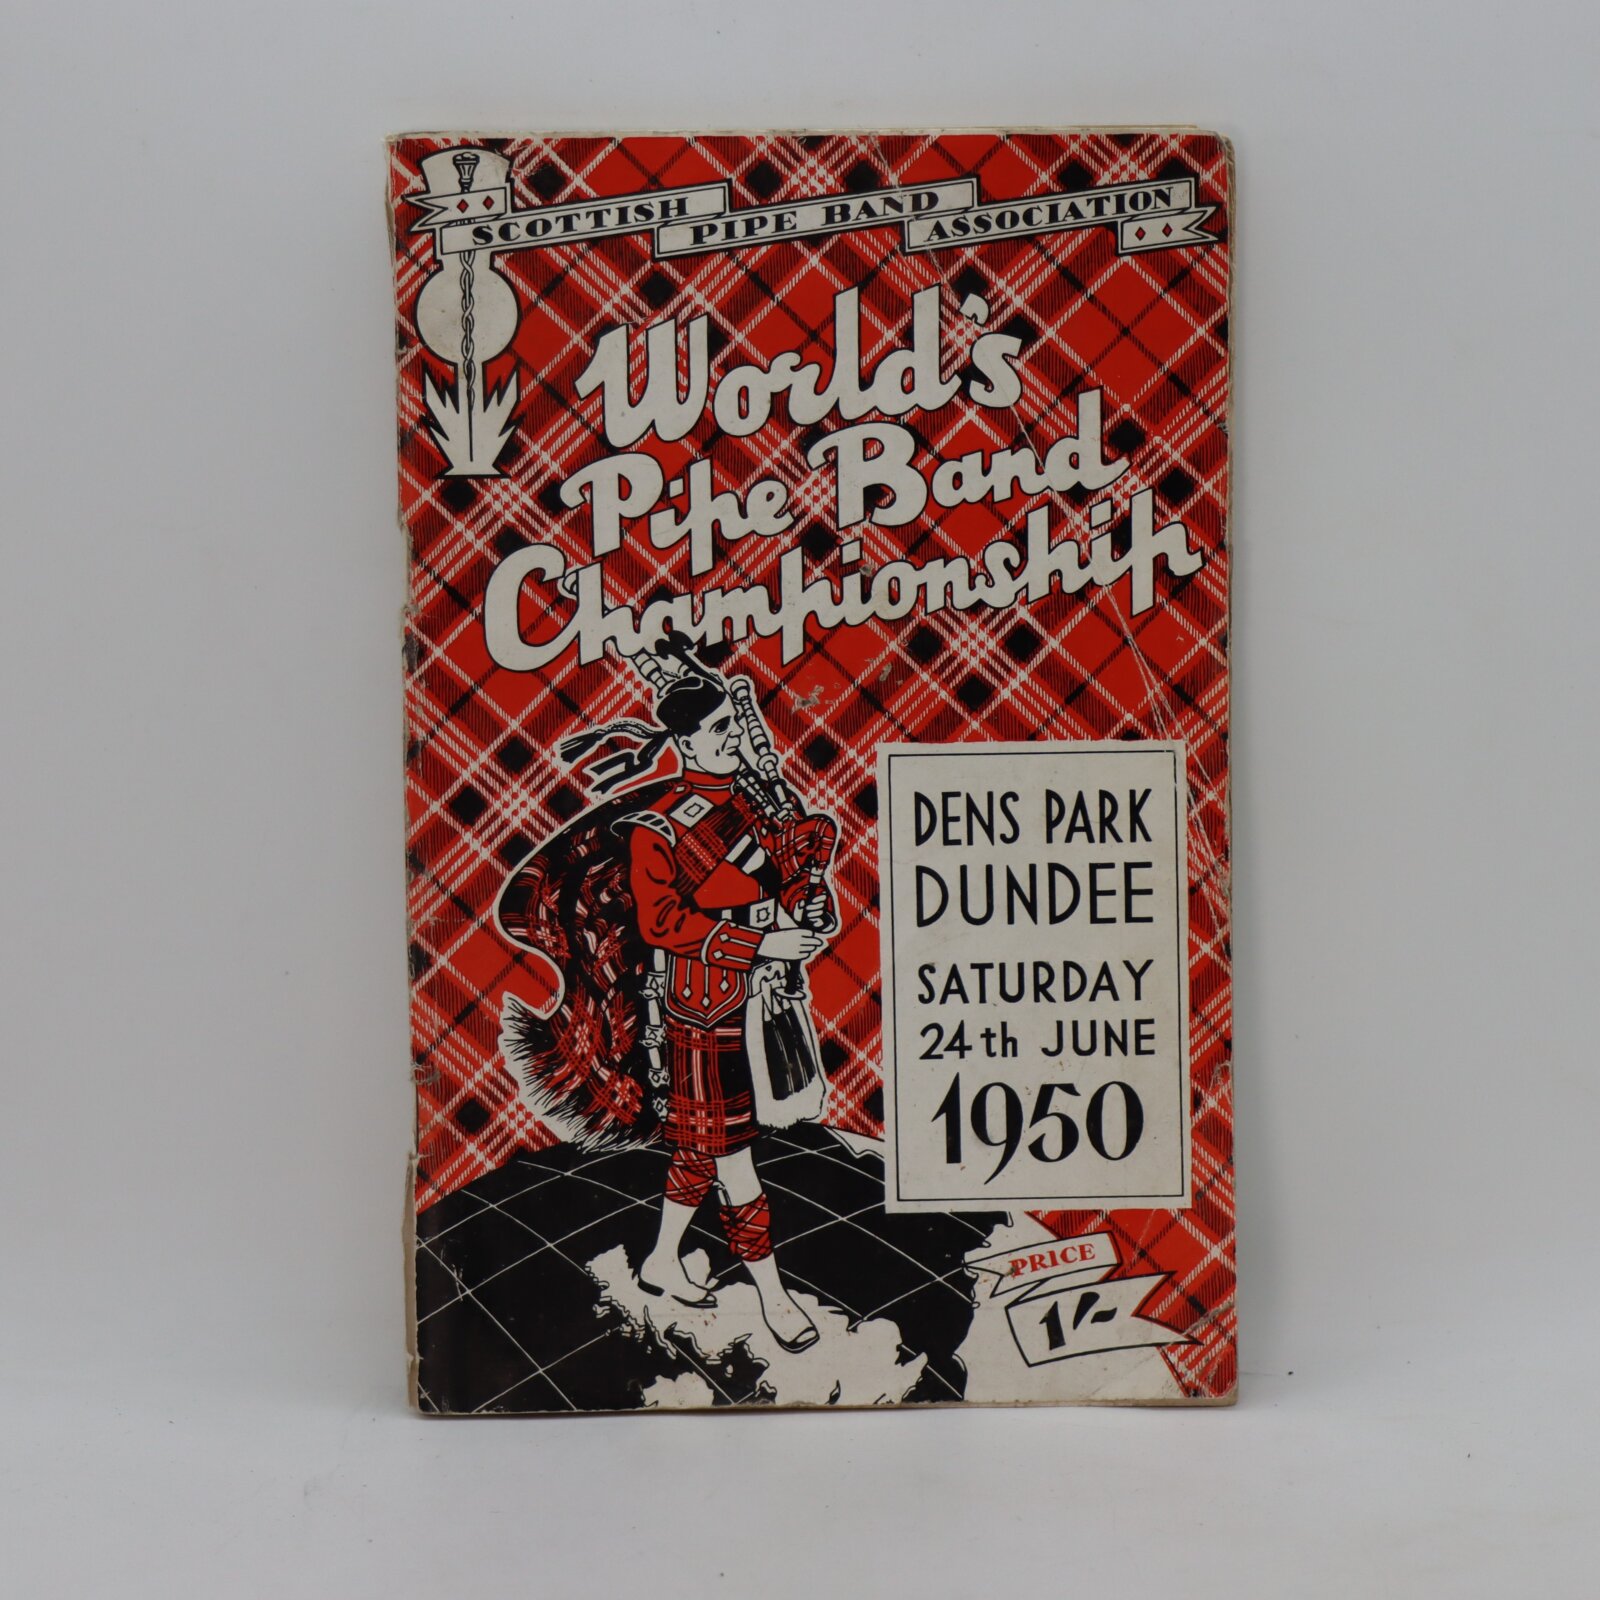 SCOTTISH PIPE BAND ASSOCIATION
World's
Pipe Band
Championship
DENS PARK
DUNDEE
SATURDAY
24th JUNE
1950
PRICE
1/-